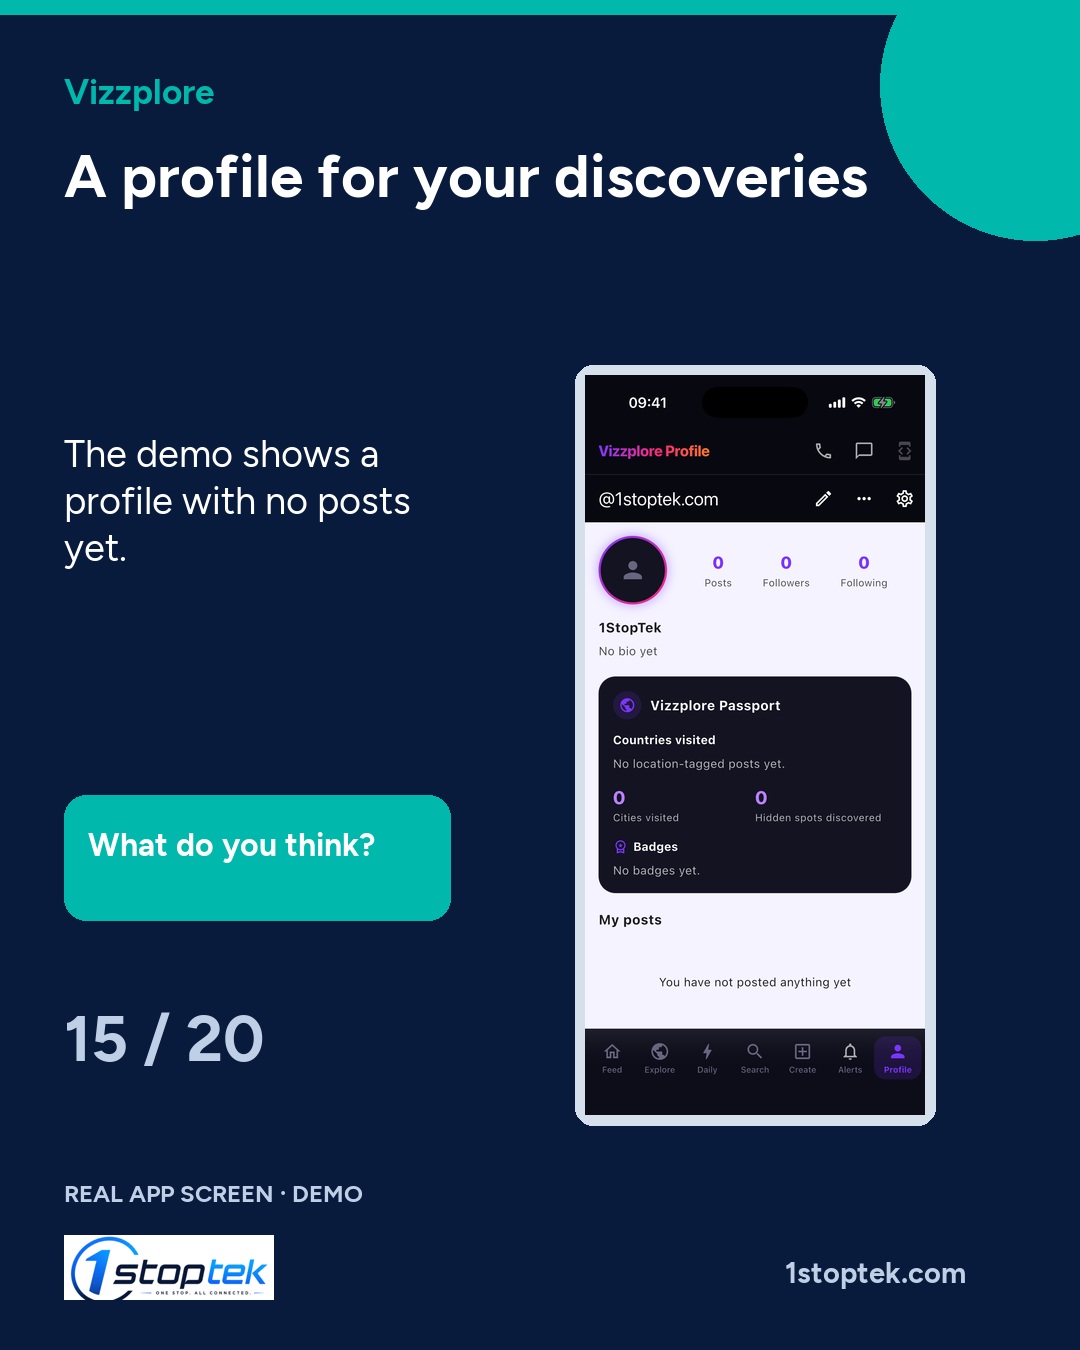 Vizzplore
A profile for your discoveries
The demo shows a
profile with no posts
yet.
What do you think?
15 / 20
REAL APP SCREEN · DEMO
1stoptek
ONE STOP. ALL CONNECTED.
1stoptek.com
09:41
Vizzplore Profile
@1stoptek.com
0 0 0
Posts Followers Following
1StopTek
No bio yet
Vizzplore Passport
Countries visited
No location-tagged posts yet.
0 0
Cities visited Hidden spots discovered
Badges
No badges yet.
My posts
You have not posted anything yet
Feed Explore Daily Search Create Alerts Profile